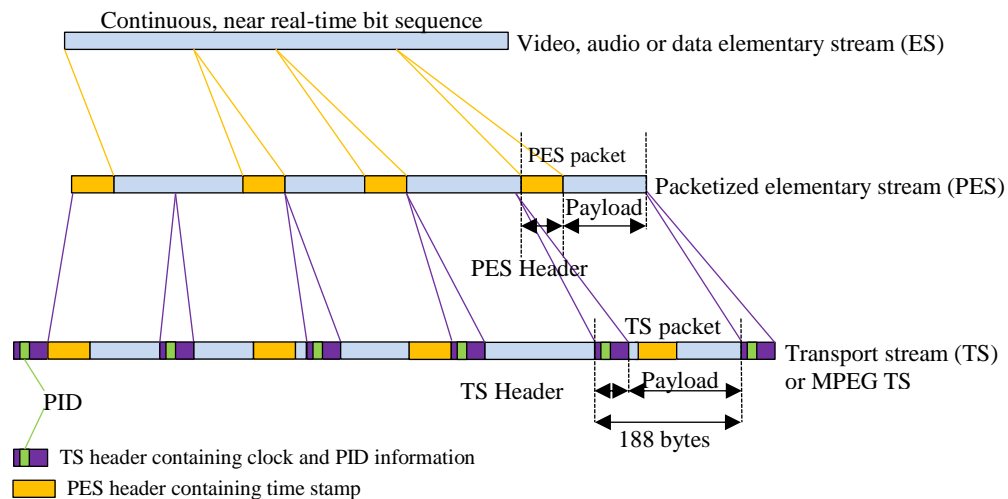 Continuous, near real-time bit sequence
Video, audio or data elementary stream (ES)
PES packet
Packetized elementary stream (PES)
Payload
PES Header
TS packet
Transport stream (TS)
or MPEG TS
TS Header
Payload
PID
188 bytes
TS header containing clock and PID information
PES header containing time stamp